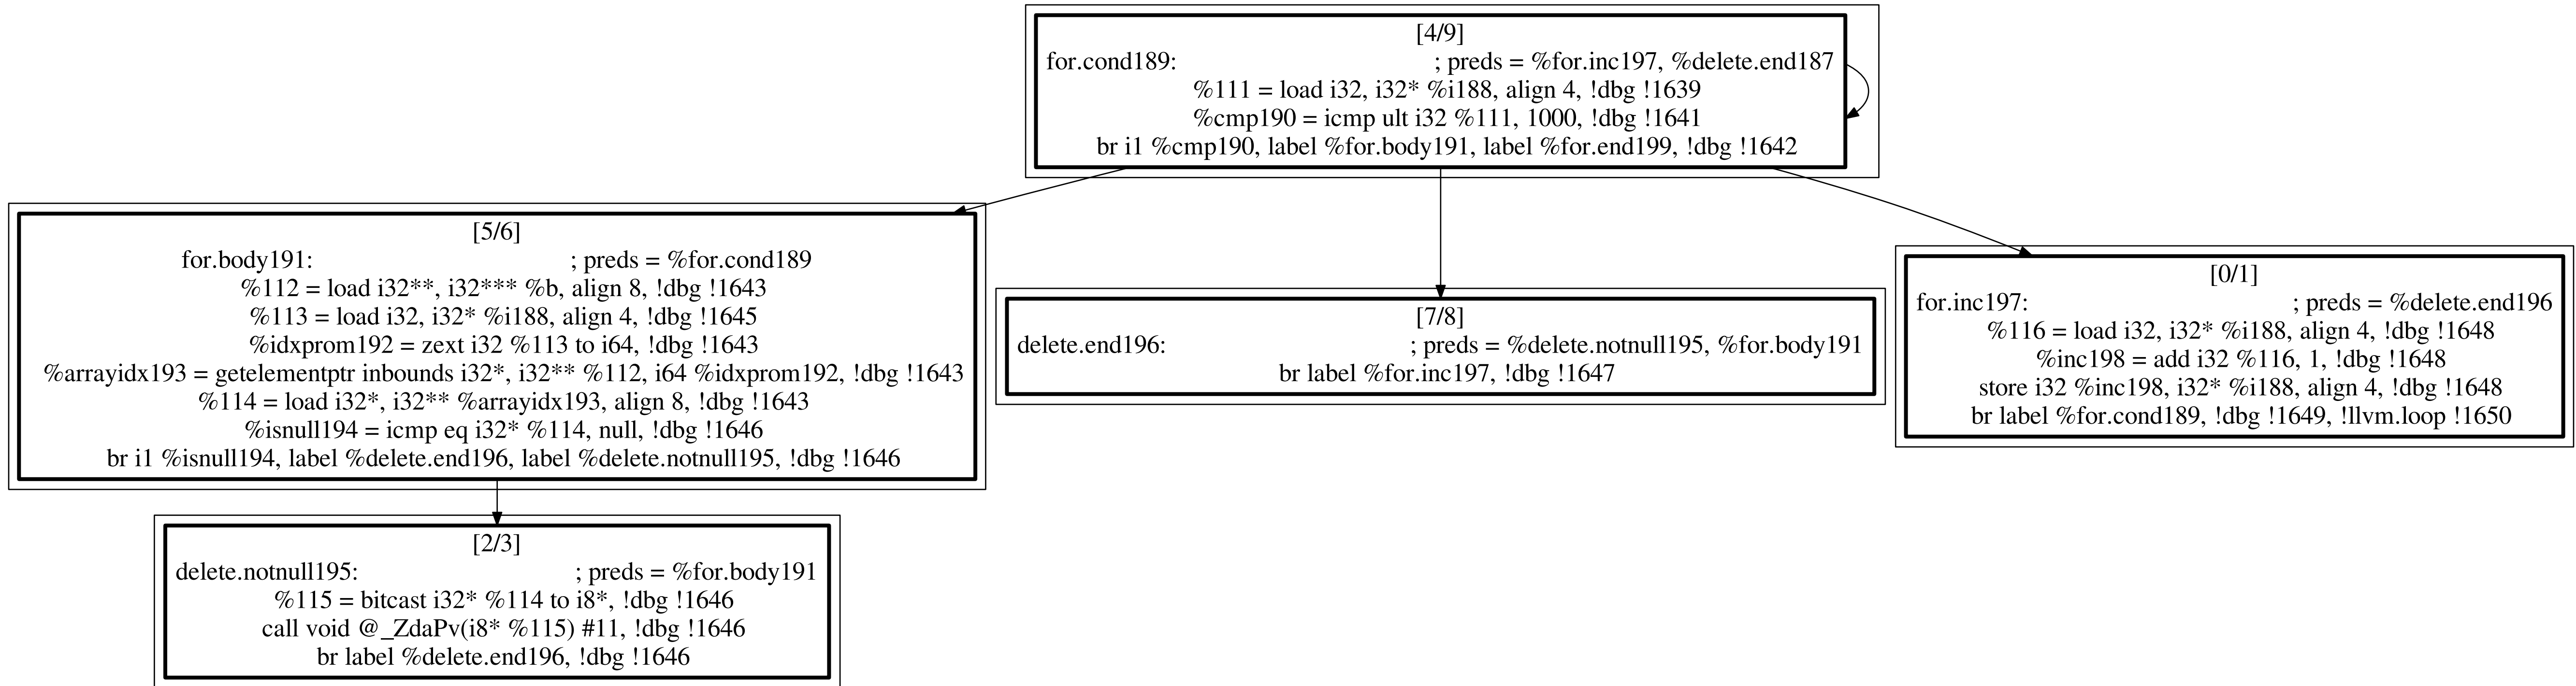 [4/9]
for.cond189: ; preds = %for.inc197, %delete.end187
%111 = load i32, i32* %i188, align 4, !dbg !1639
%cmp190 = icmp ult i32 %111, 1000, !dbg !1641
br i1 %cmp190, label %for.body191, label %for.end199, !dbg !1642
[5/6]
for.body191: ; preds = %for.cond189
%112 = load i32**, i32*** %b, align 8, !dbg !1643
%113 = load i32, i32* %i188, align 4, !dbg !1645
%idxprom192 = zext i32 %113 to i64, !dbg !1643
%arrayidx193 = getelementptr inbounds i32*, i32** %112, i64 %idxprom192, !dbg !1643
%114 = load i32*, i32** %arrayidx193, align 8, !dbg !1643
%isnull194 = icmp eq i32* %114, null, !dbg !1646
br i1 %isnull194, label %delete.end196, label %delete.notnull195, !dbg !1646
[7/8]
delete.end196: ; preds = %delete.notnull195, %for.body191
br label %for.inc197, !dbg !1647
[0/1]
for.inc197: ; preds = %delete.end196
%116 = load i32, i32* %i188, align 4, !dbg !1648
%inc198 = add i32 %116, 1, !dbg !1648
store i32 %inc198, i32* %i188, align 4, !dbg !1648
br label %for.cond189, !dbg !1649, !llvm.loop !1650
[2/3]
delete.notnull195: ; preds = %for.body191
%115 = bitcast i32* %114 to i8*, !dbg !1646
call void @_ZdaPv(i8* %115) #11, !dbg !1646
br label %delete.end196, !dbg !1646